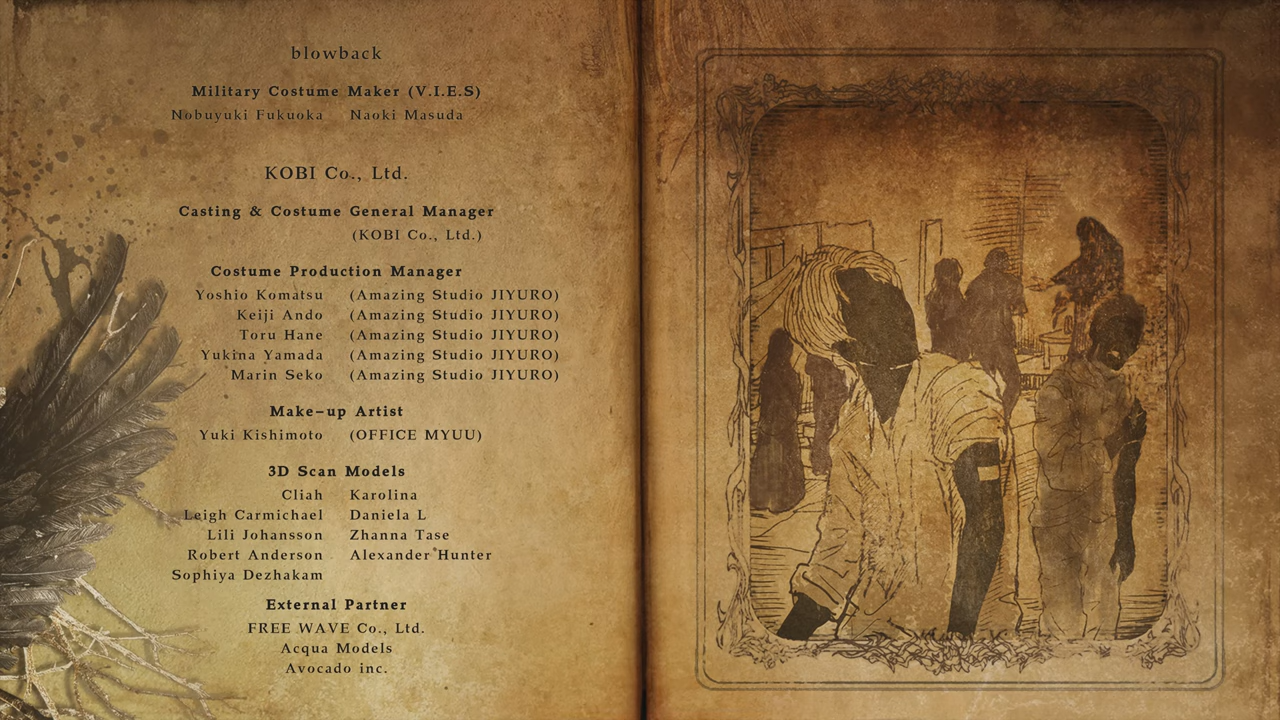 blowback
Military Costume Maker (V.I.E.S)
Nobuyuki Fukuoka Naoki Masuda
KOBI Co., Ltd.
Casting & Costume General Manager
(KOBI Co., Ltd.)
Costume Production Manager
Yoshio Komatsu (Amazing Studio JIYURO)
Keiji Ando (Amazing Studio JIYURO)
Toru Hane (Amazing Studio JIYURO)
Yukina Yamada (Amazing Studio JIYURO)
Marin Seko (Amazing Studio JIYURO)
Make-up Artist
Yuki Kishimoto (OFFICE MYUU)
3D Scan Models
Cliah Karolina
Leigh Carmichael Daniela L
Lili Johansson Zhanna Tase
Robert Anderson Alexander Hunter
Sophiya Dezhakam
External Partner
FREE WAVE Co., Ltd.
Acqua Models
Avocado inc.